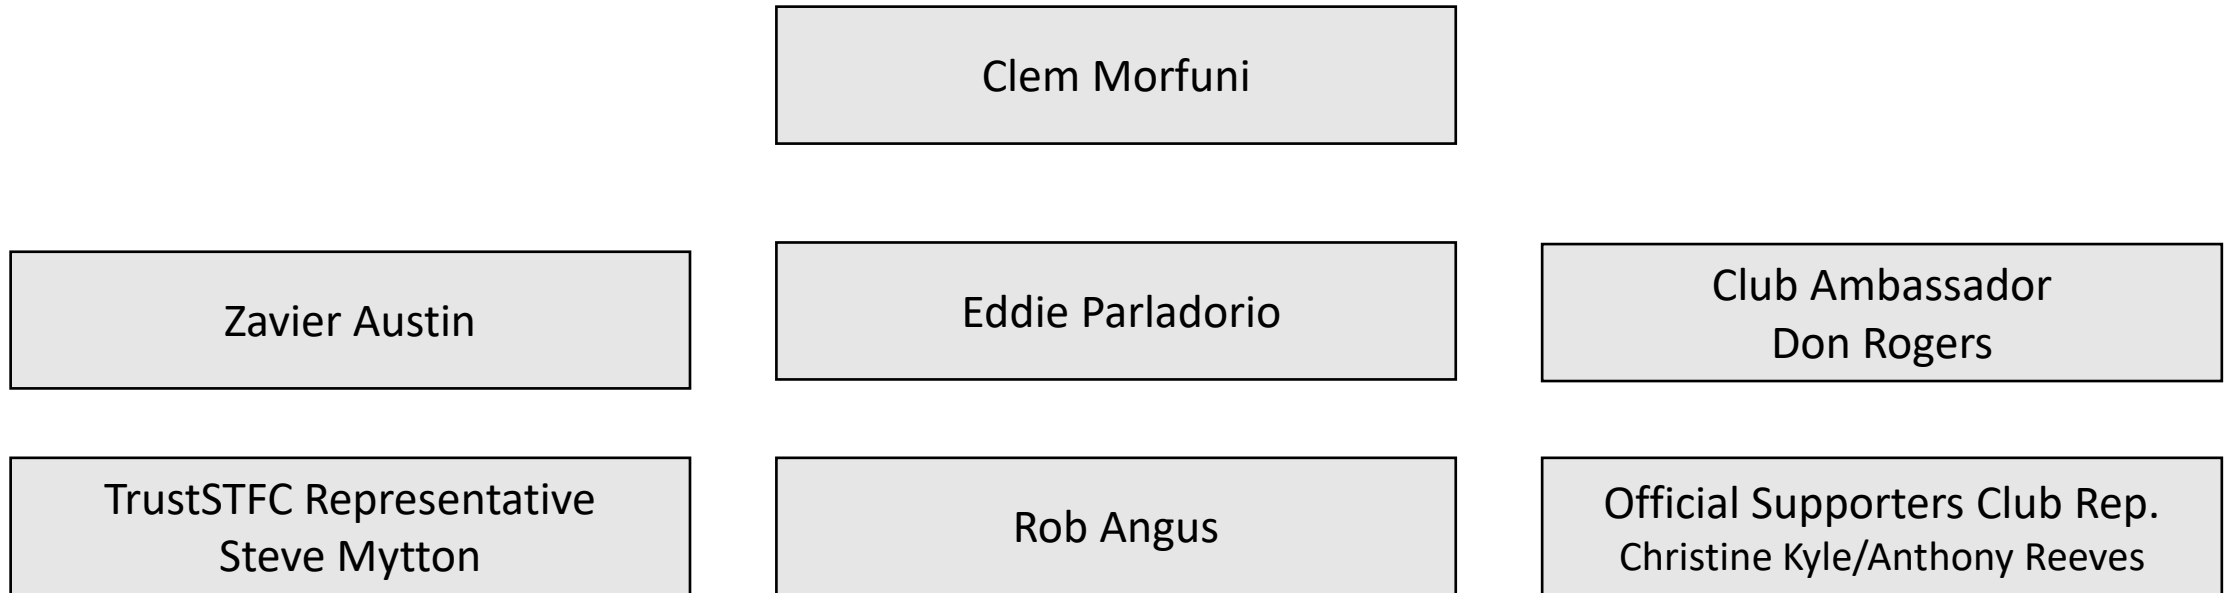 Clem Morfuni
Zavier Austin
Eddie Parladorio
Club Ambassador
Don Rogers
TrustSTFC Representative
Steve Mytton
Rob Angus
Official Supporters Club Rep.
Christine Kyle/Anthony Reeves